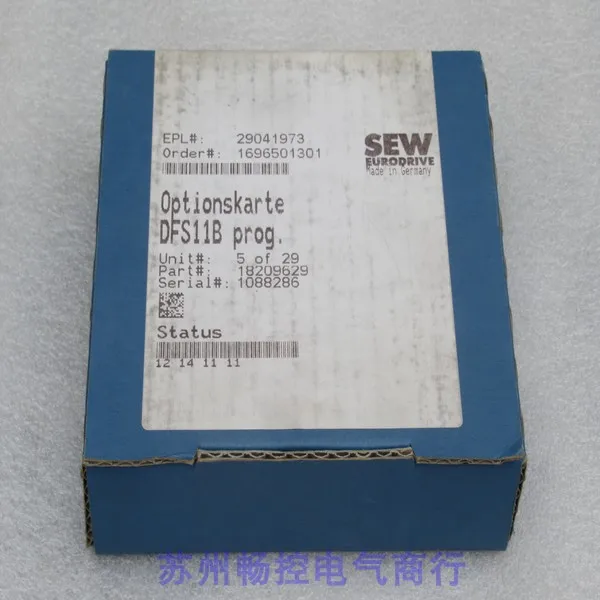 EPL#: 29041973
Order#: 1696501301
SEW
EURODRIVE
Made in Germany
Optionskarte
DFS11B prog.
Unit#: 5 of 29
Part#: 18209629
Serial#: 1088286
Status
12 14 11 11
苏州畅控电气商行